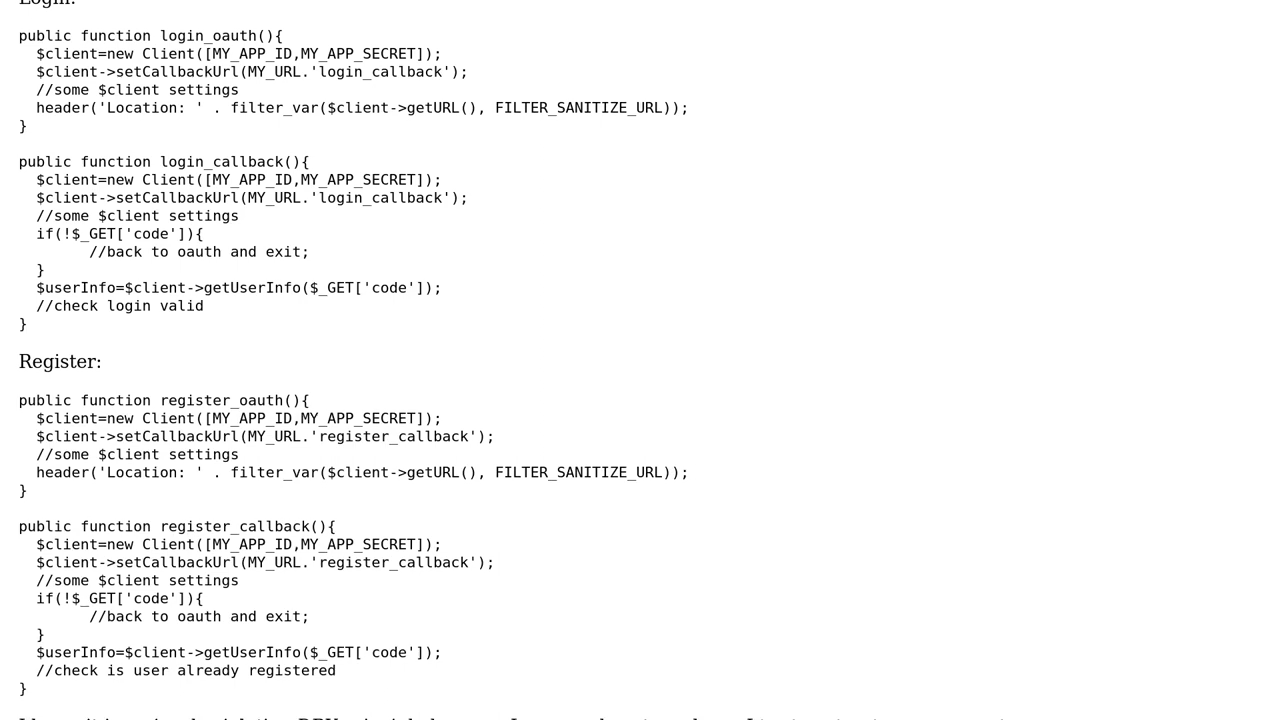 Login:
public function login_oauth(){
  $client=new Client([MY_APP_ID,MY_APP_SECRET]);
  $client->setCallbackUrl(MY_URL.'login_callback');
  //some $client settings
  header('Location: ' . filter_var($client->getURL(), FILTER_SANITIZE_URL));
}
public function login_callback(){
  $client=new Client([MY_APP_ID,MY_APP_SECRET]);
  $client->setCallbackUrl(MY_URL.'login_callback');
  //some $client settings
  if(!$_GET['code']){
        //back to oauth and exit;
  }
  $userInfo=$client->getUserInfo($_GET['code']);
  //check login valid
}
Register:
public function register_oauth(){
  $client=new Client([MY_APP_ID,MY_APP_SECRET]);
  $client->setCallbackUrl(MY_URL.'register_callback');
  //some $client settings
  header('Location: ' . filter_var($client->getURL(), FILTER_SANITIZE_URL));
}
public function register_callback(){
  $client=new Client([MY_APP_ID,MY_APP_SECRET]);
  $client->setCallbackUrl(MY_URL.'register_callback');
  //some $client settings
  if(!$_GET['code']){
        //back to oauth and exit;
  }
  $userInfo=$client->getUserInfo($_GET['code']);
  //check is user already registered
}